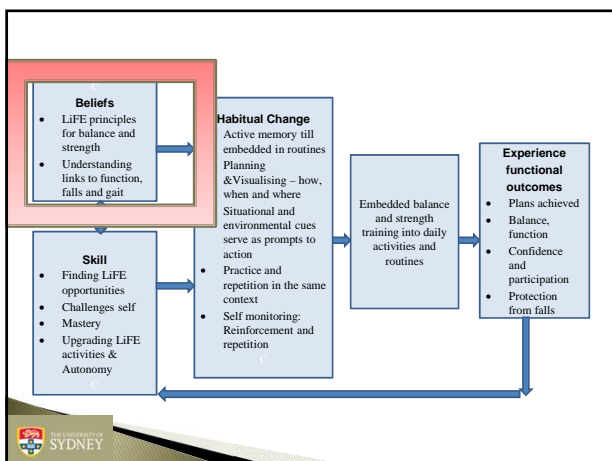 C
Beliefs
• LiFE principles
for balance and
strength
• Understanding
links to function,
falls and gait
Skill
• Finding LiFE
opportunities
• Challenges self
• Mastery
• Upgrading LiFE
activities &
Autonomy
C
Habitual Change
Active memory till
embedded in routines
Planning
&Visualising – how,
when and where
Situational and
environmental cues
serve as prompts to
action
• Practice and
repetition in the same
context
• Self monitoring:
Reinforcement and
repetition
C
Embedded balance
and strength
training into daily
activities and
routines
Experience
functional
outcomes
• Plans achieved
• Balance,
function
• Confidence
and
participation
• Protection
from falls
THE UNIVERSITY OF
SYDNEY